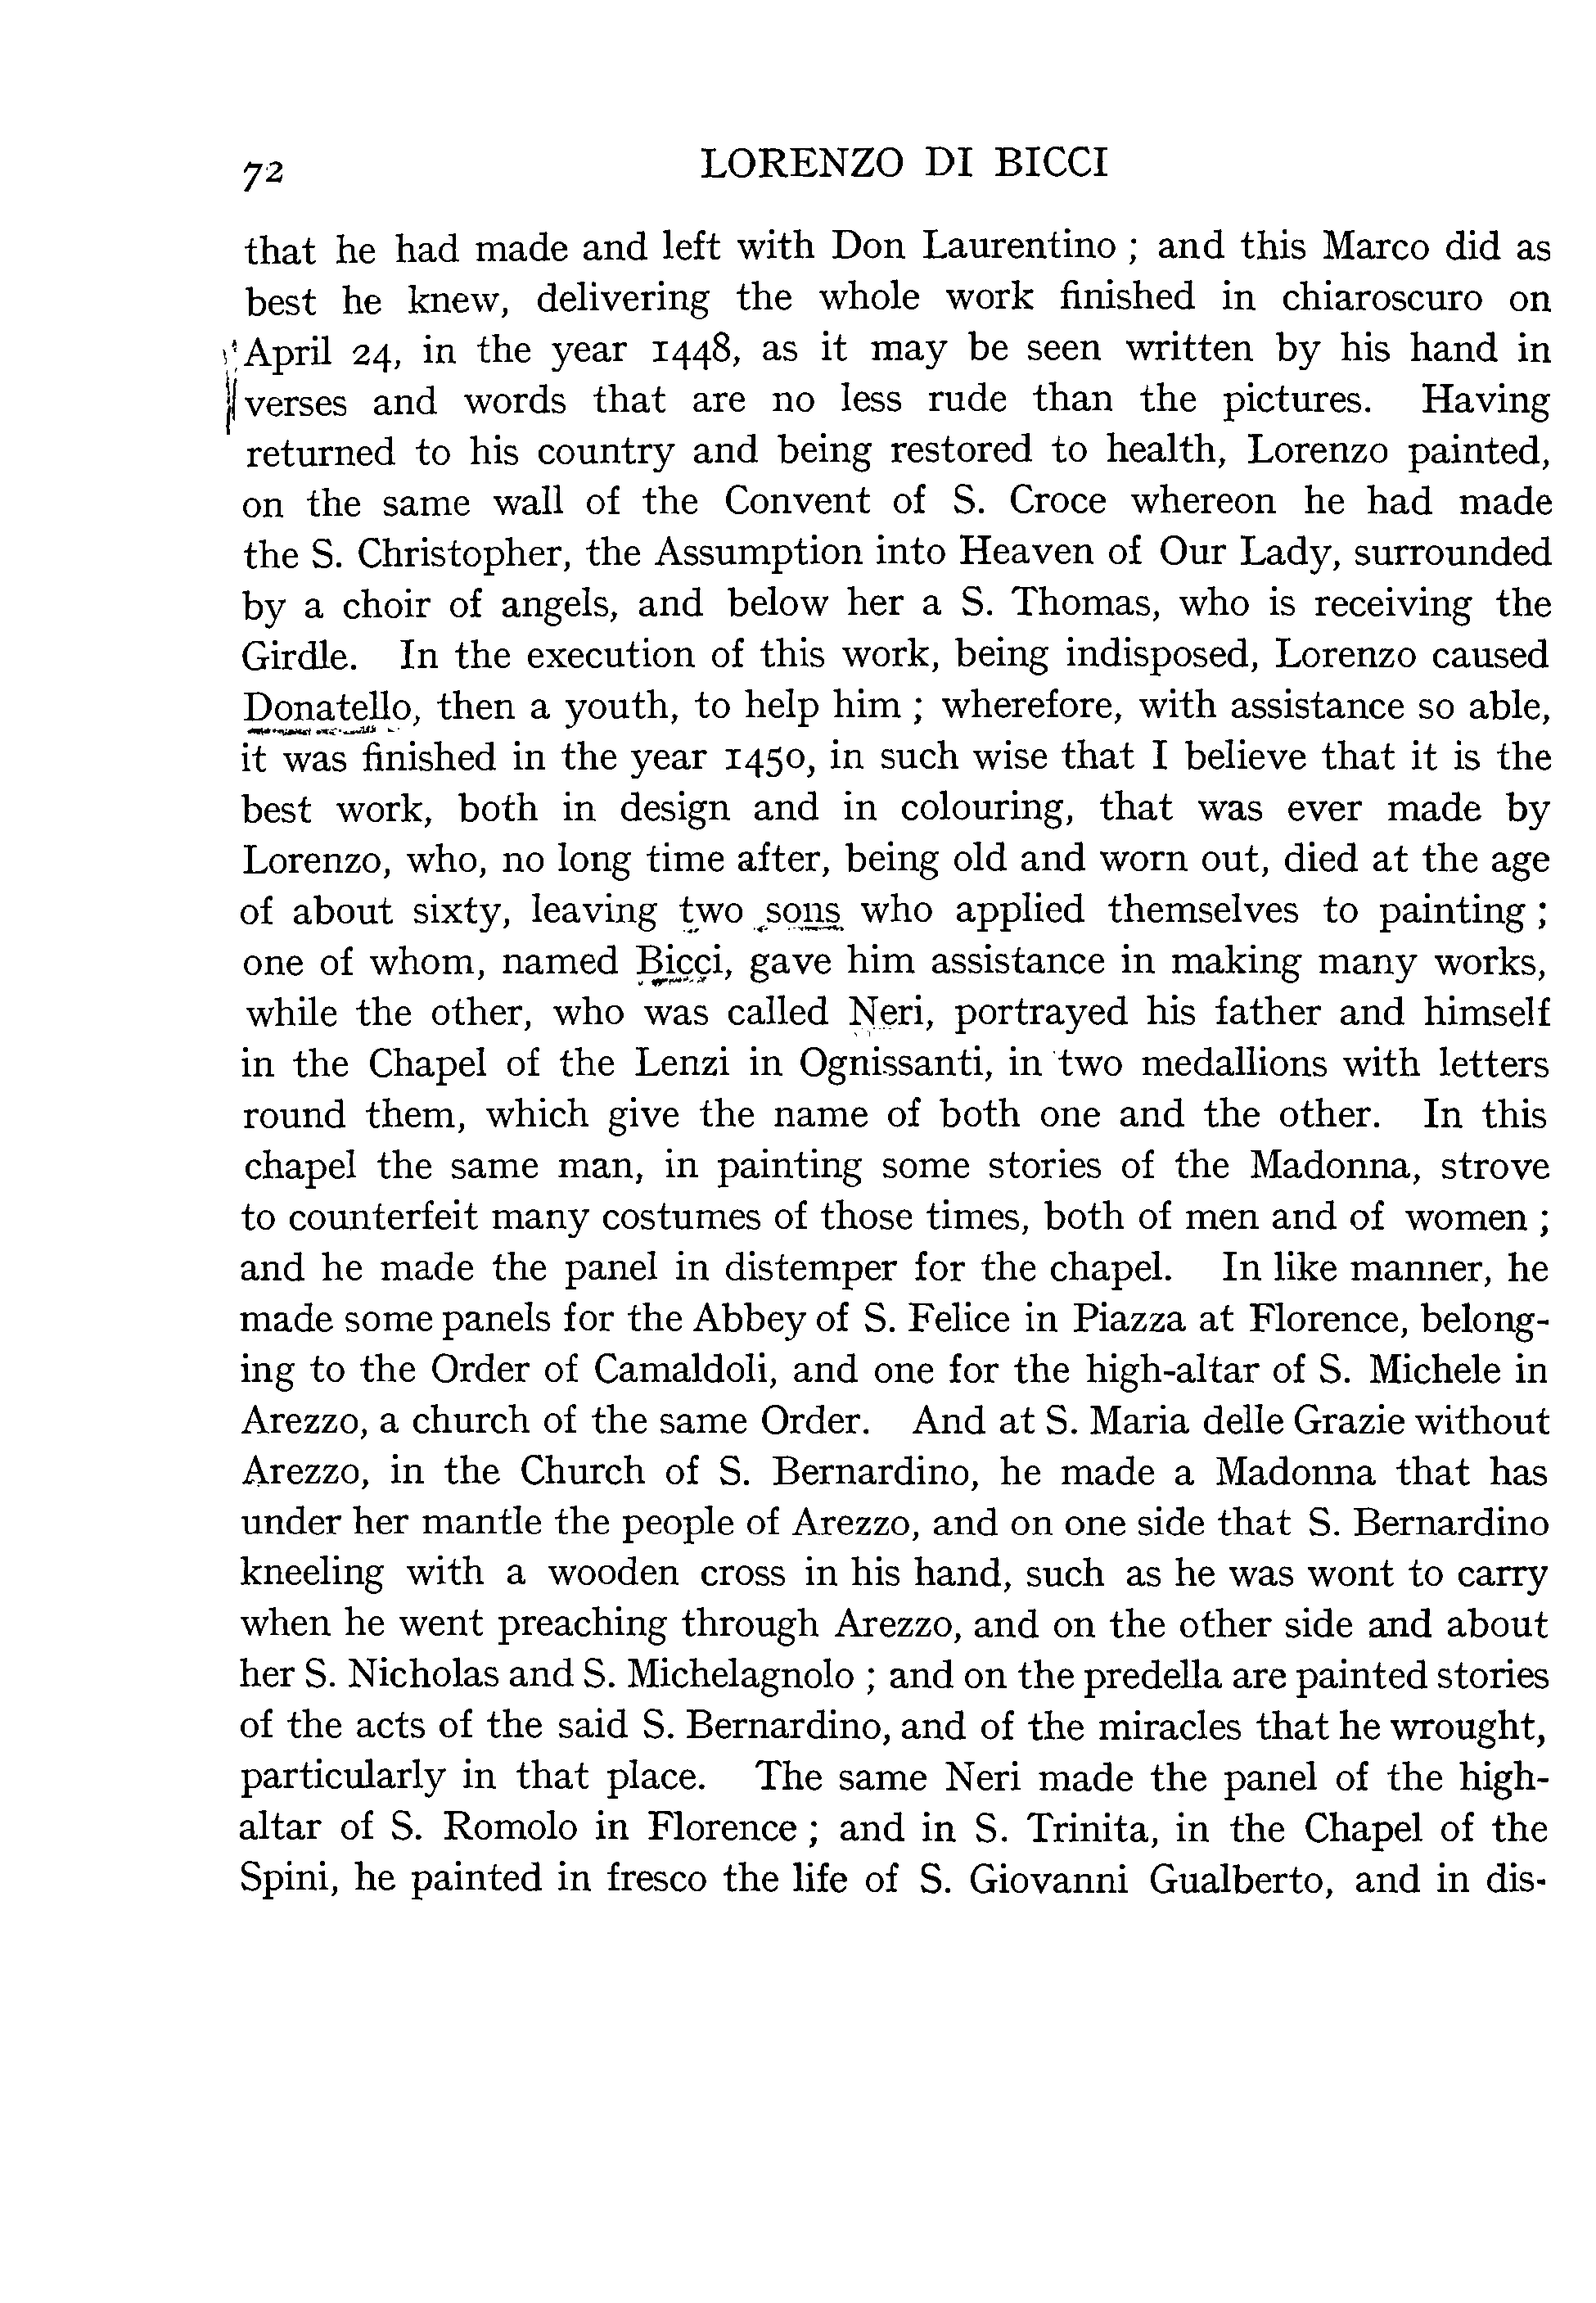 72 LORENZO DI BICCI
that he had made and left with Don Laurentino ; and this Marco did as
best he knew, delivering the whole work finished in chiaroscuro on
April 24, in the year 1448, as it may be seen written by his hand in
verses and words that are no less rude than the pictures. Having
returned to his country and being restored to health, Lorenzo painted,
on the same wall of the Convent of S. Croce whereon he had made
the S. Christopher, the Assumption into Heaven of Our Lady, surrounded
by a choir of angels, and below her a S. Thomas, who is receiving the
Girdle. In the execution of this work, being indisposed, Lorenzo caused
Donatello, then a youth, to help him ; wherefore, with assistance so able,
it was finished in the year 1450, in such wise that I believe that it is the
best work, both in design and in colouring, that was ever made by
Lorenzo, who, no long time after, being old and worn out, died at the age
of about sixty, leaving two sons who applied themselves to painting ;
one of whom, named Bicci, gave him assistance in making many works,
while the other, who was called Neri, portrayed his father and himself
in the Chapel of the Lenzi in Ognissanti, in two medallions with letters
round them, which give the name of both one and the other. In this
chapel the same man, in painting some stories of the Madonna, strove
to counterfeit many costumes of those times, both of men and of women ;
and he made the panel in distemper for the chapel. In like manner, he
made some panels for the Abbey of S. Felice in Piazza at Florence, belong-
ing to the Order of Camaldoli, and one for the high-altar of S. Michele in
Arezzo, a church of the same Order. And at S. Maria delle Grazie without
Arezzo, in the Church of S. Bernardino, he made a Madonna that has
under her mantle the people of Arezzo, and on one side that S. Bernardino
kneeling with a wooden cross in his hand, such as he was wont to carry
when he went preaching through Arezzo, and on the other side and about
her S. Nicholas and S. Michelagnolo ; and on the predella are painted stories
of the acts of the said S. Bernardino, and of the miracles that he wrought,
particularly in that place. The same Neri made the panel of the high-
altar of S. Romolo in Florence ; and in S. Trinita, in the Chapel of the
Spini, he painted in fresco the life of S. Giovanni Gualberto, and in dis-